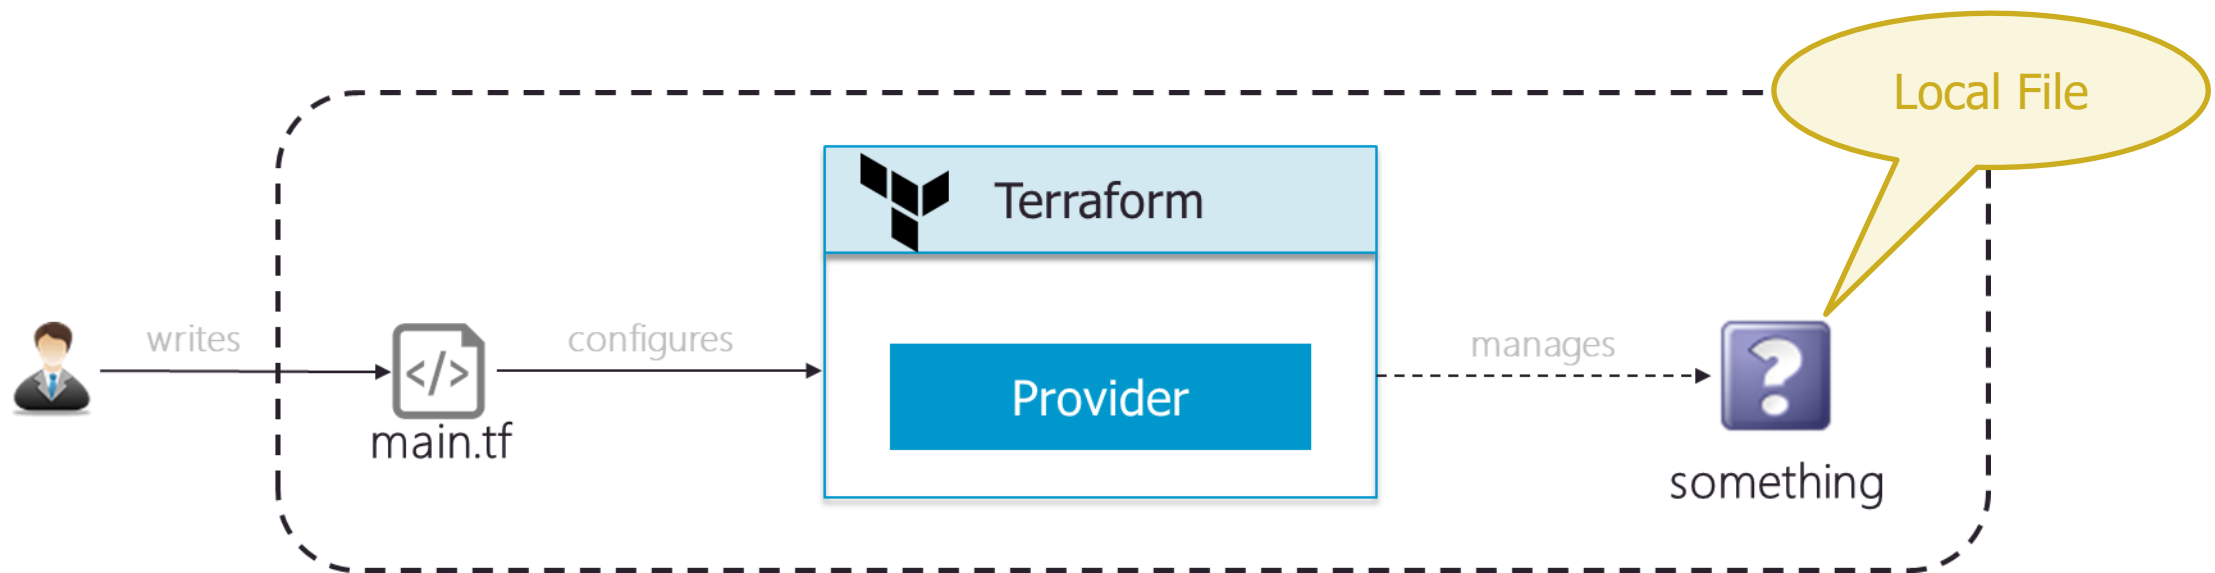 Local File
Terraform
writes
configures
manages
</>
Provider
main.tf
something